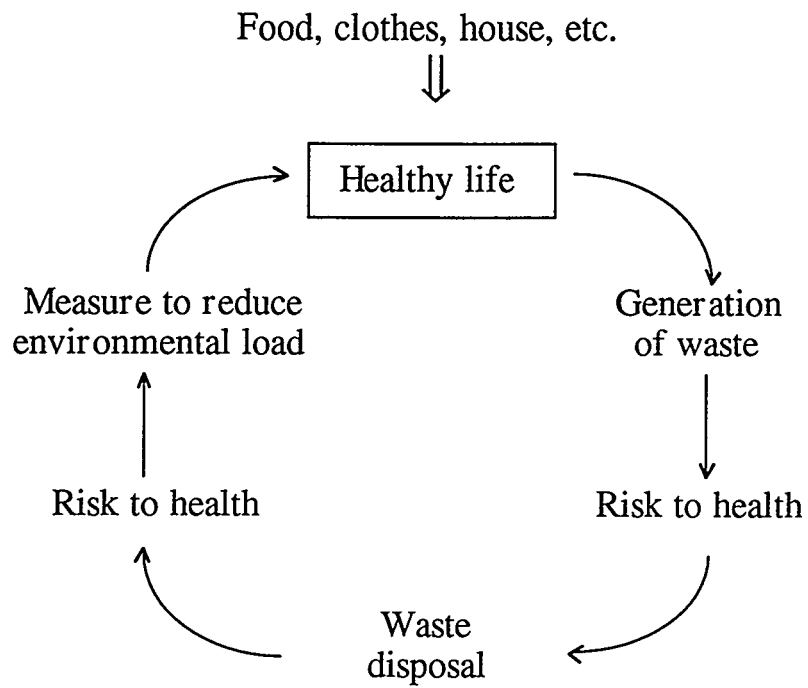 Food, clothes, house, etc.
Healthy life
Generation
of waste
Risk to health
Waste
disposal
Risk to health
Measure to reduce
environmental load